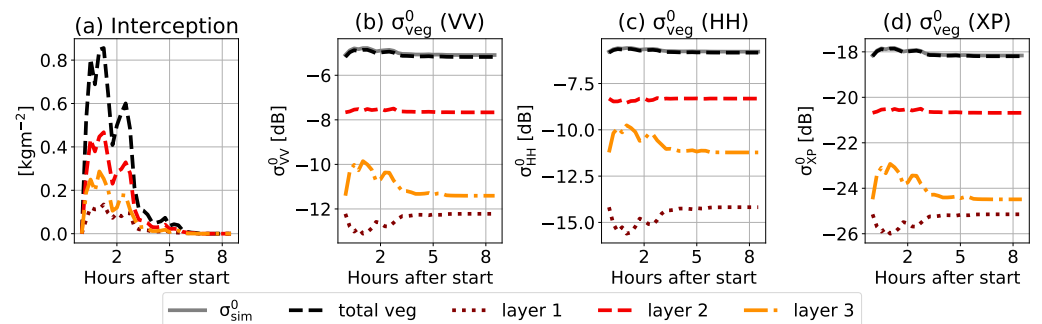 (a) Interception
[kgm⁻²]
0.8
0.6
0.4
0.2
0.0
2
5
8
Hours after start
(b) σ⁰veg (VV)
σ⁰VV [dB]
−6
−8
−10
−12
2
5
8
Hours after start
(c) σ⁰veg (HH)
σ⁰HH [dB]
−7.5
−10.0
−12.5
−15.0
2
5
8
Hours after start
(d) σ⁰veg (XP)
σ⁰XP [dB]
−18
−20
−22
−24
−26
2
5
8
Hours after start
σ⁰sim total veg layer 1 layer 2 layer 3